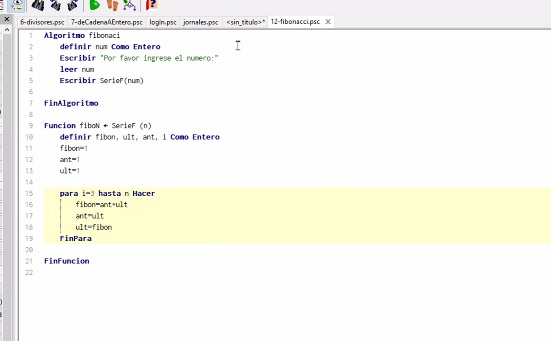 6-divisores.psc 7-deCadenaAEntero.psc login.psc jornales.psc <sin_titulo>* 12-fibonacci.psc X
1 Algoritmo fibonaci
2 definir num Como Entero
3 Escribir "Por favor ingrese el numero:"
4 leer num
5 Escribir SerieF(num)
6
7 FinAlgoritmo
8
9 Funcion fiboN ← SerieF (n)
10 definir fibon, ult, ant, i Como Entero
11 fibon=1
12 ant=1
13 ult=1
14
15 para i=3 hasta n Hacer
16 fibon=ant+ult
17 ant=ult
18 ult=fibon
19 FinPara
20
21 FinFuncion
22